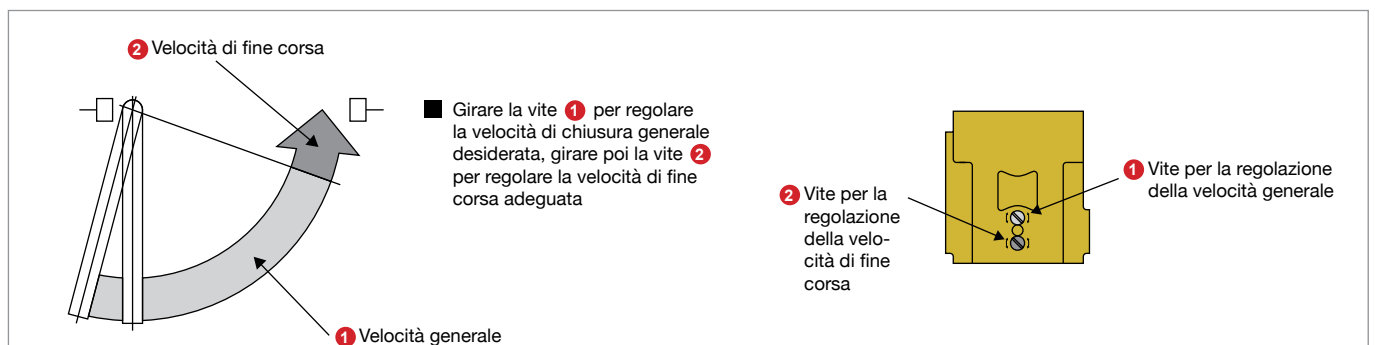 2 Velocità di fine corsa
Girare la vite 1 per regolare
la velocità di chiusura generale
desiderata, girare poi la vite 2
per regolare la velocità di fine
corsa adeguata
1 Velocità generale
2 Vite per la
regolazione
della velo-
cità di fine
corsa
1 Vite per la regolazione
della velocità generale